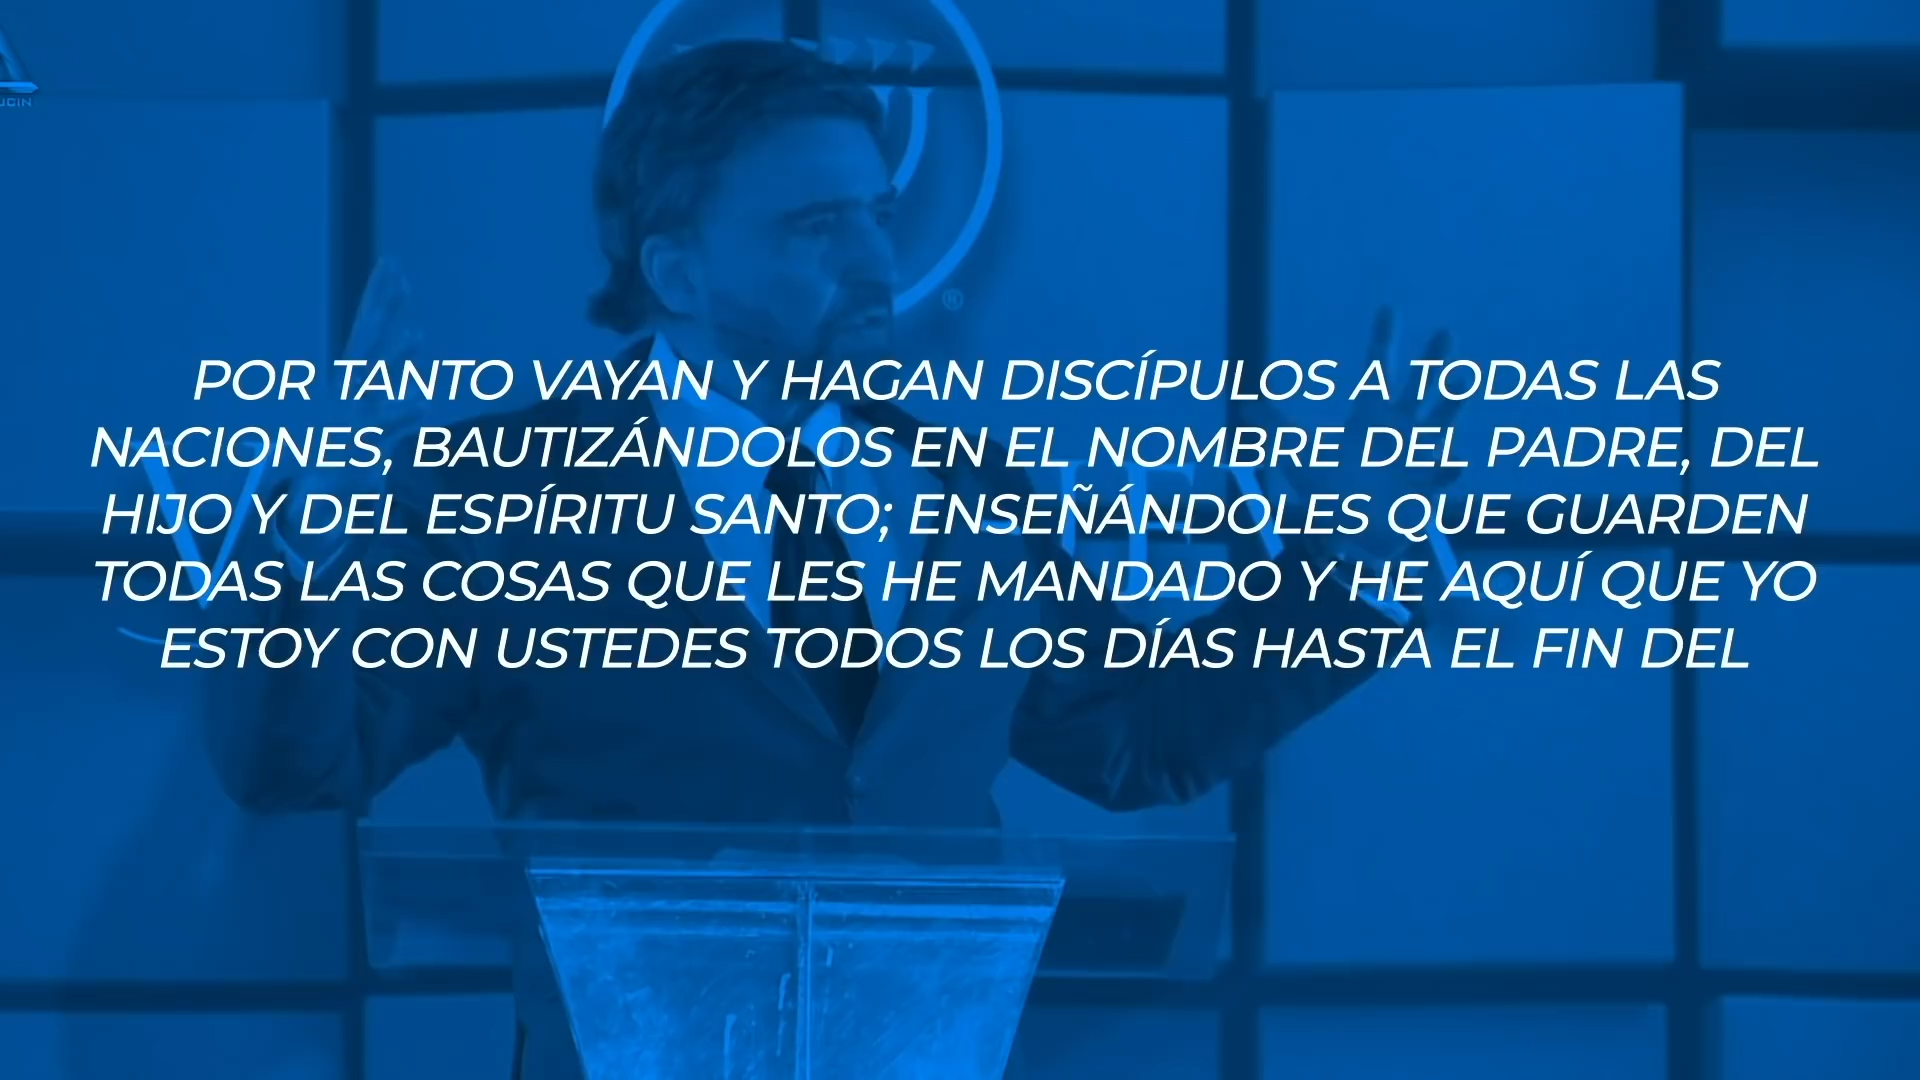 POR TANTO VAYAN Y HAGAN DISCÍPULOS A TODAS LAS
NACIONES, BAUTIZÁNDOLOS EN EL NOMBRE DEL PADRE, DEL
HIJO Y DEL ESPÍRITU SANTO; ENSEÑÁNDOLES QUE GUARDEN
TODAS LAS COSAS QUE LES HE MANDADO Y HE AQUÍ QUE YO
ESTOY CON USTEDES TODOS LOS DÍAS HASTA EL FIN DEL
®